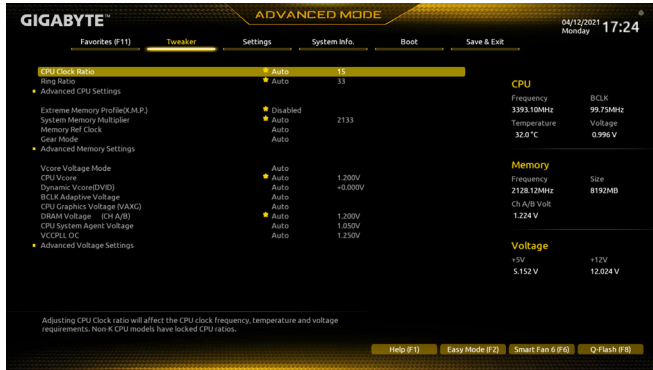 GIGABYTE™
ADVANCED MODE
04/12/2021
Monday
17:24
Favorites (F11) Tweaker Settings System Info. Boot Save & Exit
CPU Clock Ratio Auto 15
Ring Ratio Auto 33
Advanced CPU Settings
Extreme Memory Profile(X.M.P.) Disabled
System Memory Multiplier Auto 2133
Memory Ref Clock Auto
Gear Mode Auto
Advanced Memory Settings
Vcore Voltage Mode Auto
CPU Vcore Auto 1.200V
Dynamic Vcore(DVID) Auto +0.000V
BCLK Adaptive Voltage Auto
CPU Graphics Voltage (VAXG) Auto
DRAM Voltage (CH A/B) Auto 1.200V
CPU System Agent Voltage Auto 1.050V
VCCPLL OC Auto 1.250V
Advanced Voltage Settings
CPU
Frequency BCLK
3393.10MHz 99.75MHz
Temperature Voltage
32.0 °C 0.996 V
Memory
Frequency Size
2128.12MHz 8192MB
Ch A/B Volt
1.224 V
Voltage
+5V +12V
5.152 V 12.024 V
Adjusting CPU Clock ratio will affect the CPU clock frequency, temperature and voltage
requirements. Non-K CPU models have locked CPU ratios.
Help (F1) Easy Mode (F2) Smart Fan 6 (F6) Q-Flash (F8)